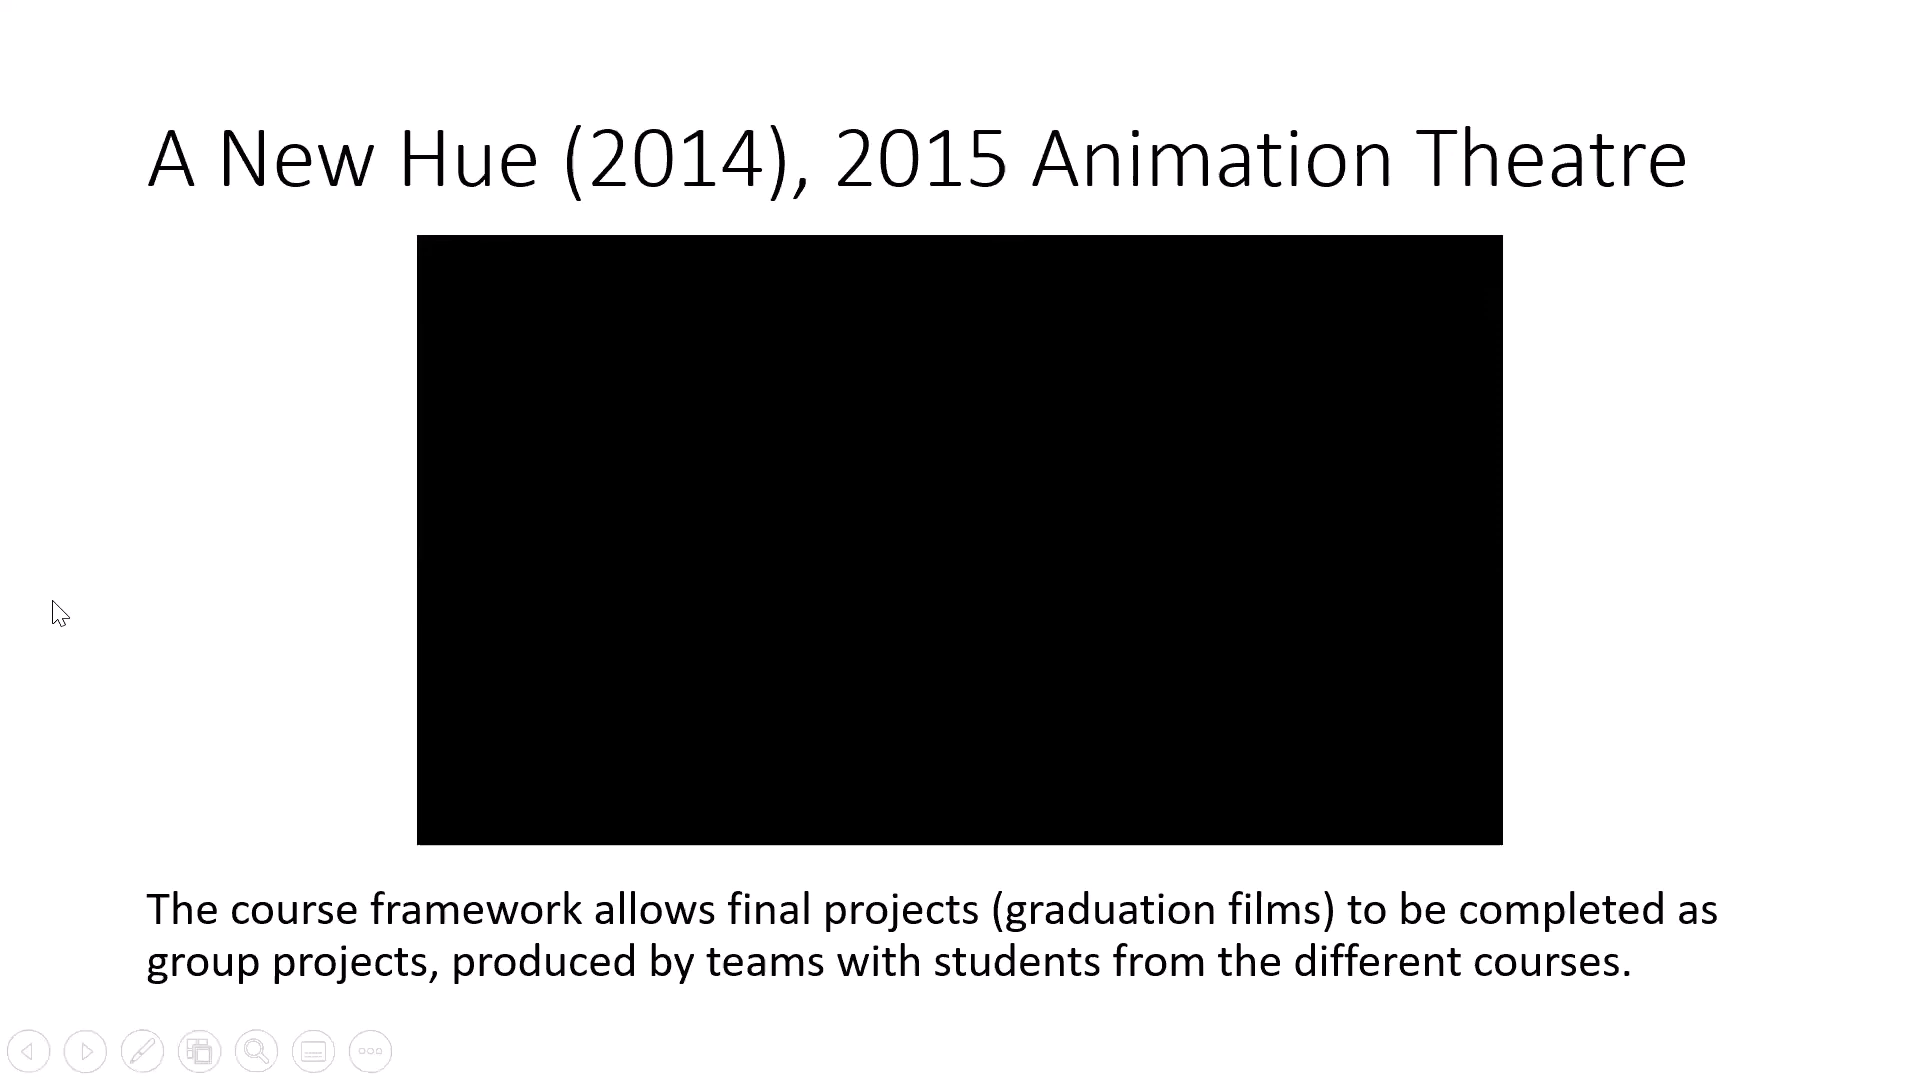 A New Hue (2014), 2015 Animation Theatre
The course framework allows final projects (graduation films) to be completed as
group projects, produced by teams with students from the different courses.